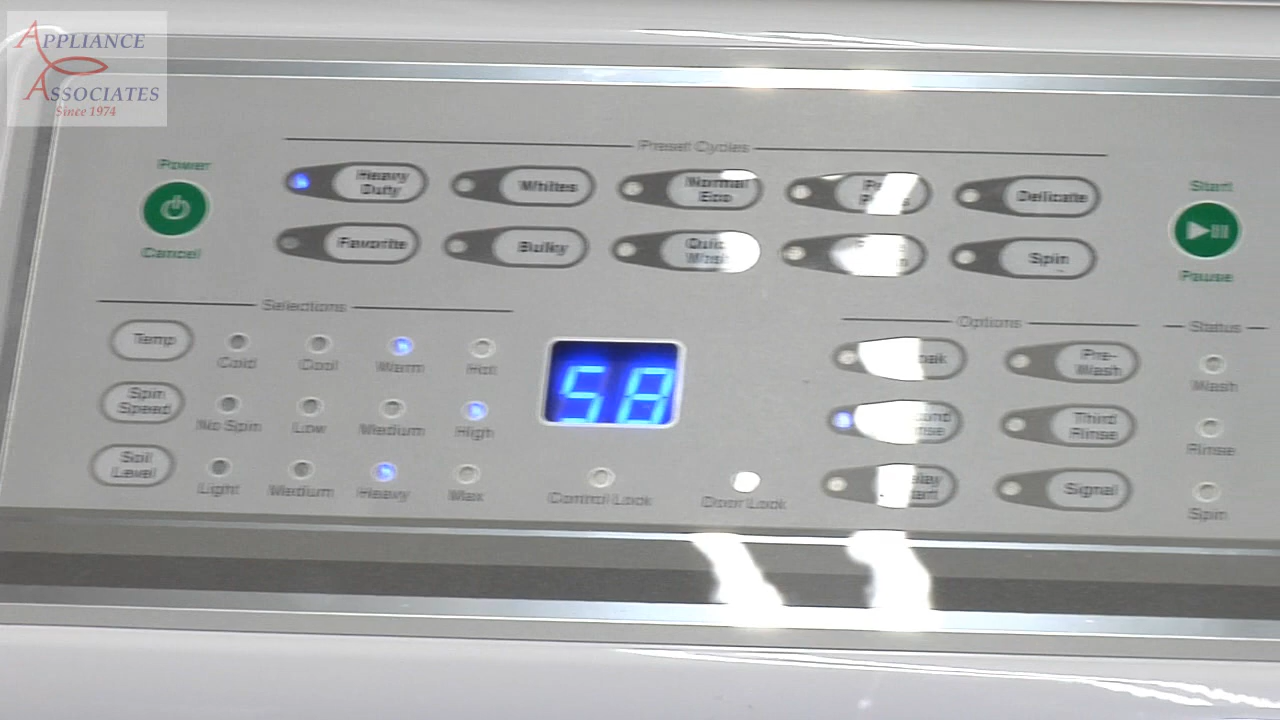 APPLIANCE
ASSOCIATES
Since 1974
Preset Cycles
Power
Cancel
Heavy
Duty
Whites
Normal
Eco
Delicate
Favorite
Bulky
Quick
Wash
Spin
Start
Pause
Selections
Temp
Cold
Cool
Warm
Hot
Spin
Speed
No Spin
Low
Medium
High
Soil
Level
Light
Medium
Heavy
Max
58
Control Lock
Door Lock
Options
Pre-
Wash
Third
Rinse
Signal
Status
Wash
Rinse
Spin